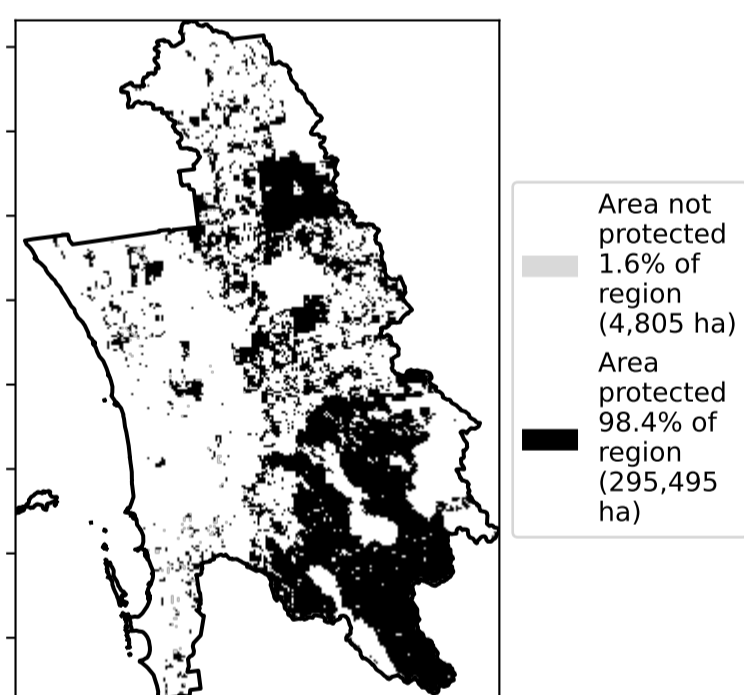 Area not
protected
1.6% of
region
(4,805 ha)
Area
protected
98.4% of
region
(295,495
ha)